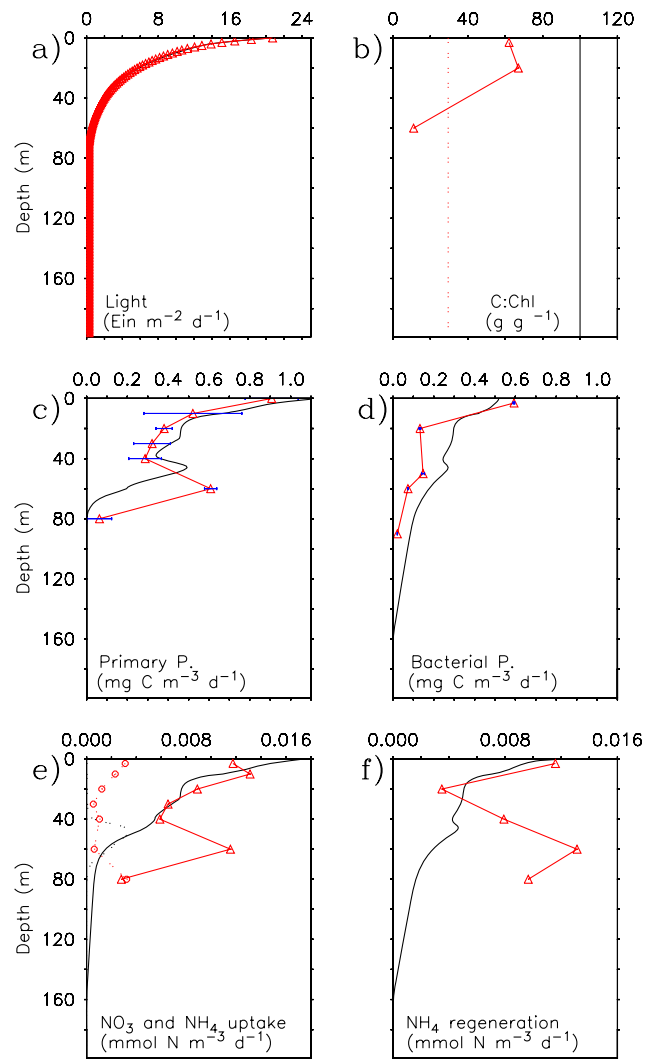 0 8 16 24
0 40 80 120
a)
b)
0
40
80
120
160
Depth (m)
Light
(Ein m⁻² d⁻¹)
C:Chl
(g g ⁻¹)
0.0 0.4 0.6 1.0
0.0 0.2 0.4 0.6 0.8 1.0
c)
d)
0
40
80
120
160
Depth (m)
Primary P.
(mg C m⁻³ d⁻¹)
Bacterial P.
(mg C m⁻³ d⁻¹)
0.000 0.008 0.016
0.000 0.008 0.016
e)
f)
0
40
80
120
160
Depth (m)
NO₃ and NH₄ uptake
(mmol N m⁻³ d⁻¹)
NH₄ regeneration
(mmol N m⁻³ d⁻¹)